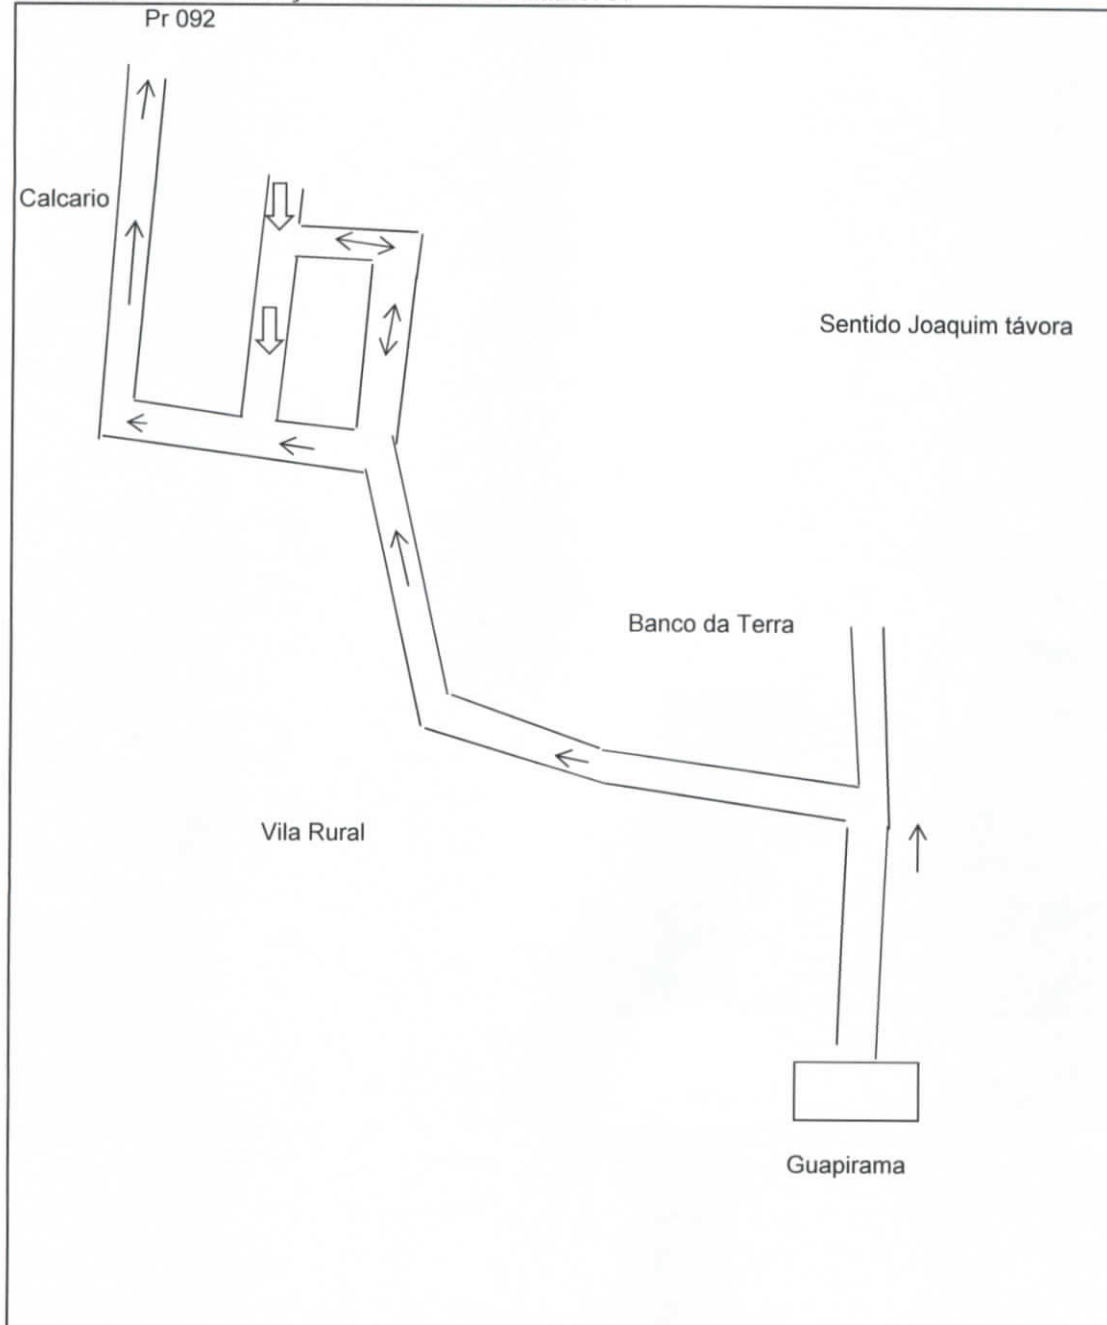 Pr 092
Calcario
Sentido Joaquim távora
Banco da Terra
Vila Rural
Guapirama